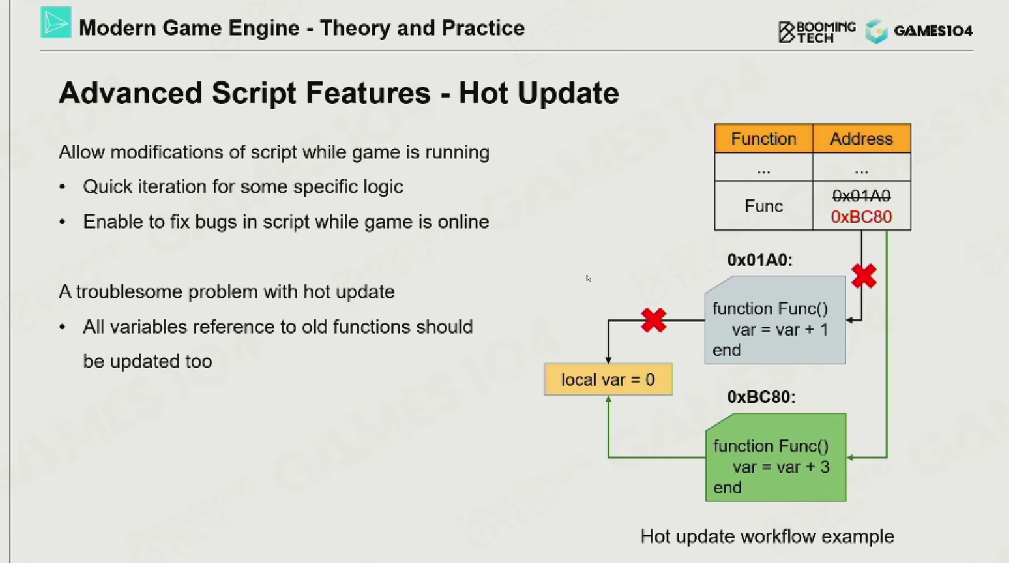 Modern Game Engine - Theory and Practice
BOOMING
TECH
GAMES104
Advanced Script Features - Hot Update
Allow modifications of script while game is running
• Quick iteration for some specific logic
• Enable to fix bugs in script while game is online
A troublesome problem with hot update
• All variables reference to old functions should
be updated too
Function Address
... ...
Func 0x01A0
0xBC80
0x01A0:
function Func()
var = var + 1
end
local var = 0
0xBC80:
function Func()
var = var + 3
end
Hot update workflow example